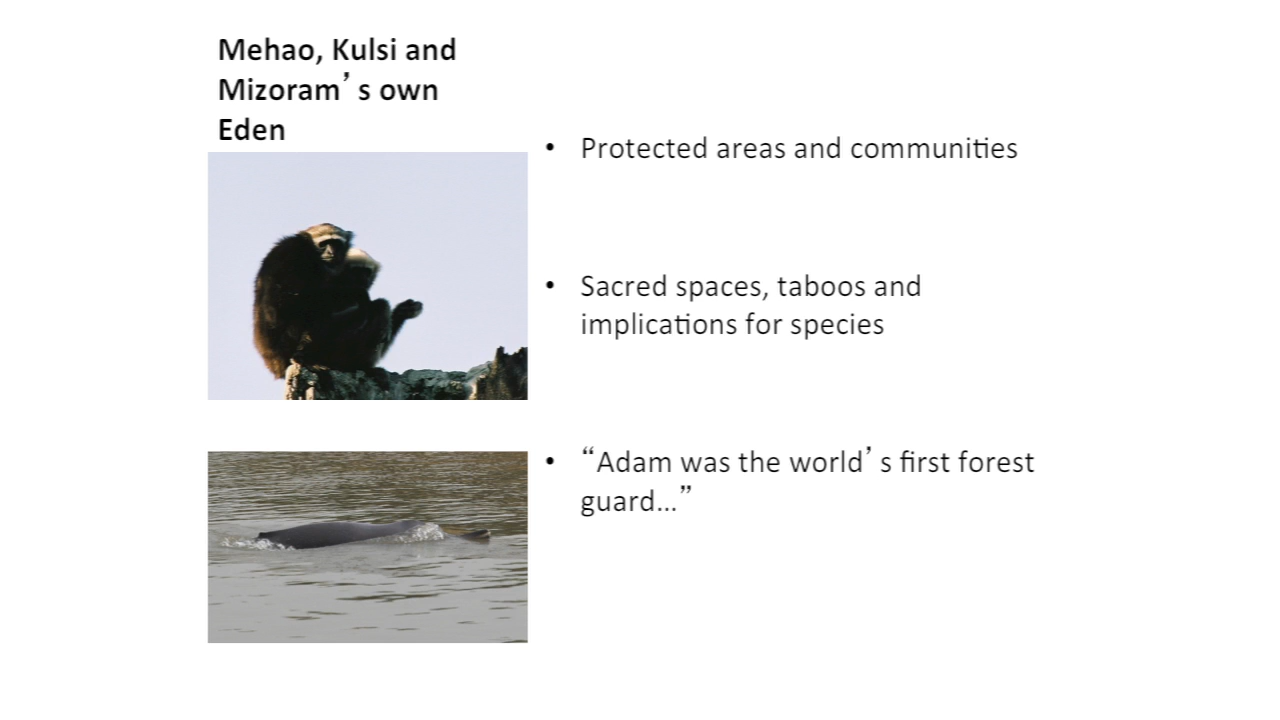 Mehao, Kulsi and
Mizoram’s own
Eden
• Protected areas and communities
• Sacred spaces, taboos and
implications for species
• “Adam was the world’s first forest
guard…”